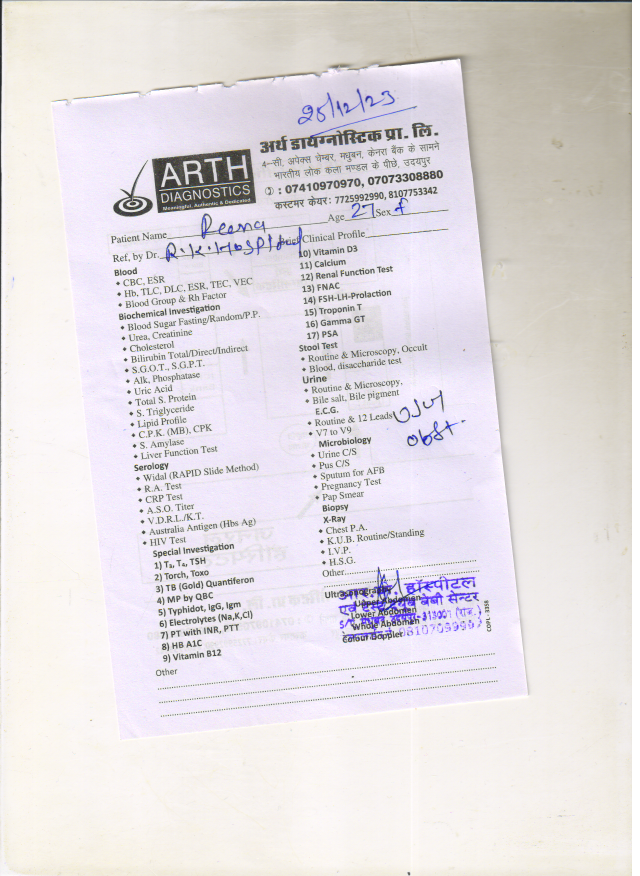 25/12/23
ARTH
DIAGNOSTICS
Meaningful, Authentic & Dedicated
अर्थ डायग्नोस्टिक प्रा. लि.
4-सी, अपेक्स चेम्बर, मधुबन, केनरा बैंक के सामने
भारतीय लोक कला मण्डल के पीछे, उदयपुर
: 07410970970, 07073308880
कस्टमर केयर: 7725992990, 8107753342
Patient Name Reena Age 27 Sex f
Ref, by Dr. R.K. Hospital Clinical Profile
Blood
CBC, ESR
Hb, TLC, DLC, ESR, TEC, VEC
Blood Group & Rh Factor
Biochemical Investigation
Blood Sugar Fasting/Random/P.P.
Urea, Creatinine
Cholesterol
Bilirubin Total/Direct/Indirect
S.G.O.T., S.G.P.T.
Alk, Phosphatase
Uric Acid
Total S. Protein
S. Triglyceride
Lipid Profile
C.P.K. (MB), CPK
S. Amylase
Liver Function Test
Serology
Widal (RAPID Slide Method)
R.A. Test
CRP Test
A.S.O. Titer
V.D.R.L./K.T.
Australia Antigen (Hbs Ag)
HIV Test
Special Investigation
1) T₃, T₄, TSH
2) Torch, Toxo
3) TB (Gold) Quantiferon
4) MP by QBC
5) Typhidot, IgG, Igm
6) Electrolytes (Na,K,Cl)
7) PT with INR, PTT
8) HB A1C
9) Vitamin B12
Other
10) Vitamin D3
11) Calcium
12) Renal Function Test
13) FNAC
14) FSH-LH-Prolaction
15) Troponin T
16) Gamma GT
17) PSA
Stool Test
Routine & Microscopy, Occult
Blood, disaccharide test
Urine
Routine & Microscopy,
Bile salt, Bile pigment
E.C.G.
Routine & 12 Leads
V7 to V9
obst.
Microbiology
Urine C/S
Pus C/S
Sputum for AFB
Pregnancy Test
Pap Smear
Biopsy
X-Ray
Chest P.A.
K.U.B. Routine/Standing
I.V.P.
H.S.G.
Other
हॉस्पीटल
बेबी सेन्टर
Upper Abdomen
Lower Abdomen
Whole Abdomen
Colour Doppler
COPL-3358